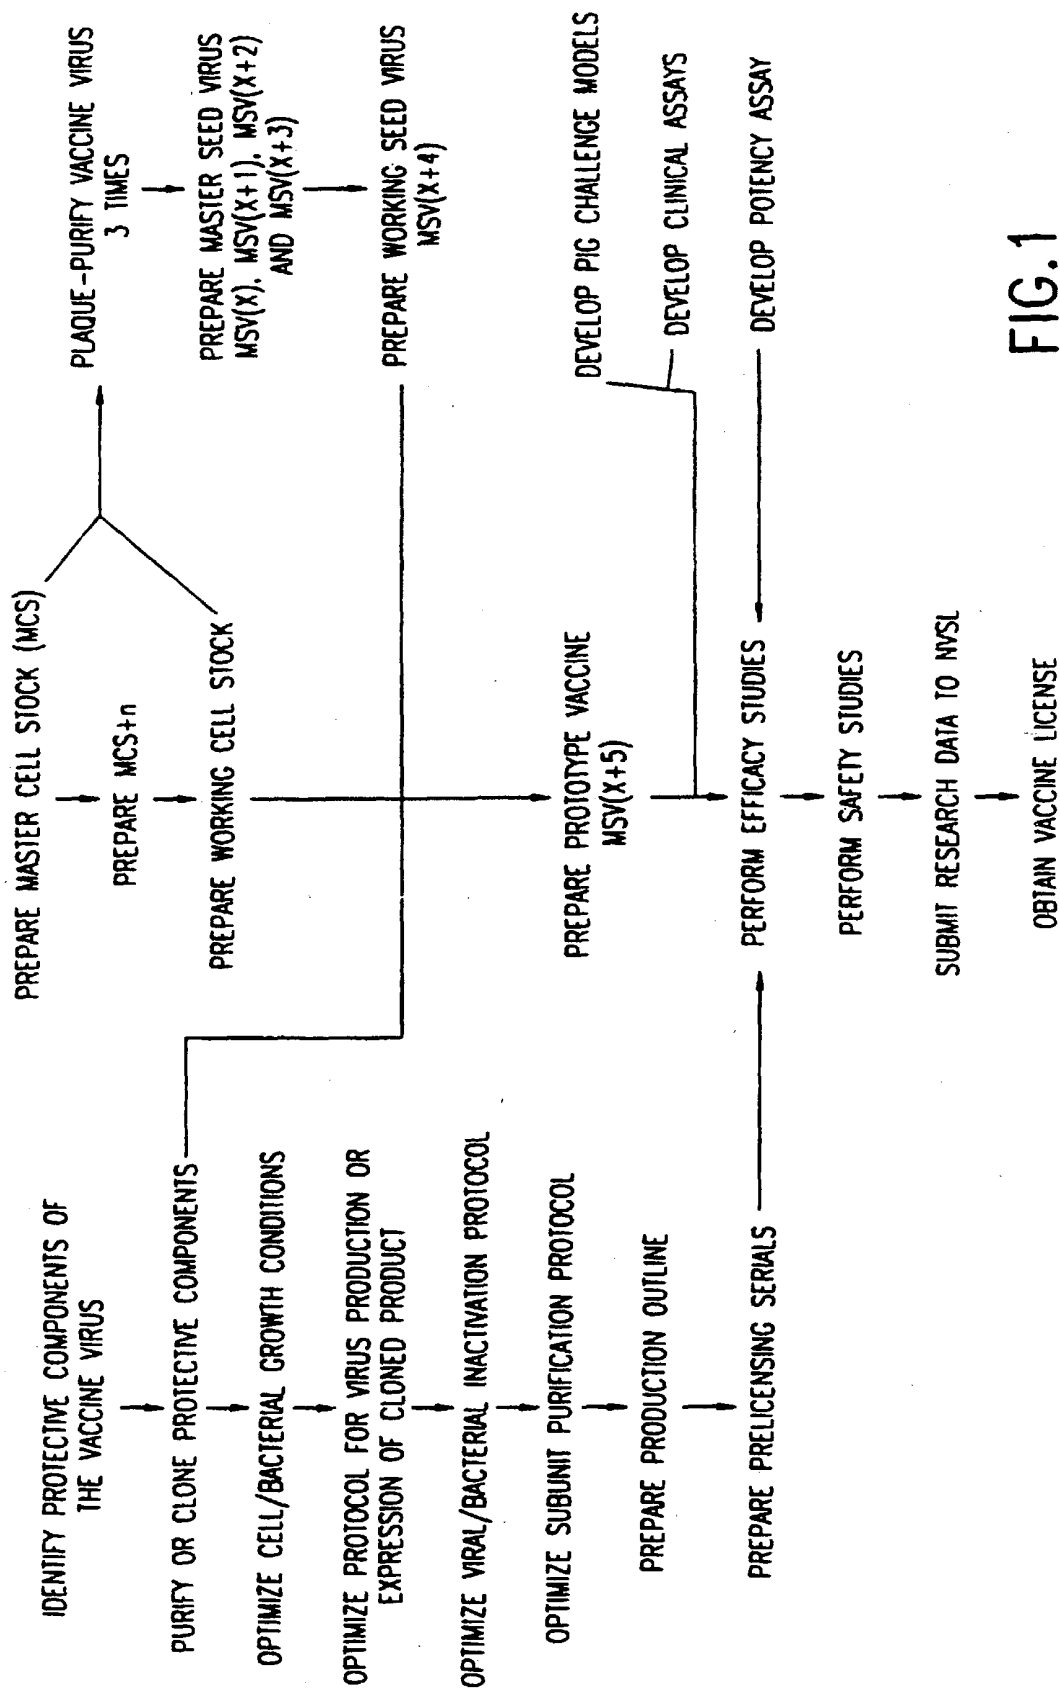 IDENTIFY PROTECTIVE COMPONENTS OF
THE VACCINE VIRUS
PURIFY OR CLONE PROTECTIVE COMPONENTS
OPTIMIZE CELL/BACTERIAL GROWTH CONDITIONS
OPTIMIZE PROTOCOL FOR VIRUS PRODUCTION OR
EXPRESSION OF CLONED PRODUCT
OPTIMIZE VIRAL/BACTERIAL INACTIVATION PROTOCOL
OPTIMIZE SUBUNIT PURIFICATION PROTOCOL
PREPARE PRODUCTION OUTLINE
PREPARE PRELICENSING SERIALS
PREPARE MASTER CELL STOCK (MCS)
PREPARE MCS+n
PREPARE WORKING CELL STOCK
PREPARE PROTOTYPE VACCINE
MSV(X+5)
PERFORM EFFICACY STUDIES
PERFORM SAFETY STUDIES
SUBMIT RESEARCH DATA TO NVSL
OBTAIN VACCINE LICENSE
PLAQUE-PURIFY VACCINE VIRUS
3 TIMES
PREPARE MASTER SEED VIRUS
MSV(X), MSV(X+1), MSV(X+2)
AND MSV(X+3)
PREPARE WORKING SEED VIRUS
MSV(X+4)
DEVELOP PIG CHALLENGE MODELS
DEVELOP CLINICAL ASSAYS
DEVELOP POTENCY ASSAY
FIG.1